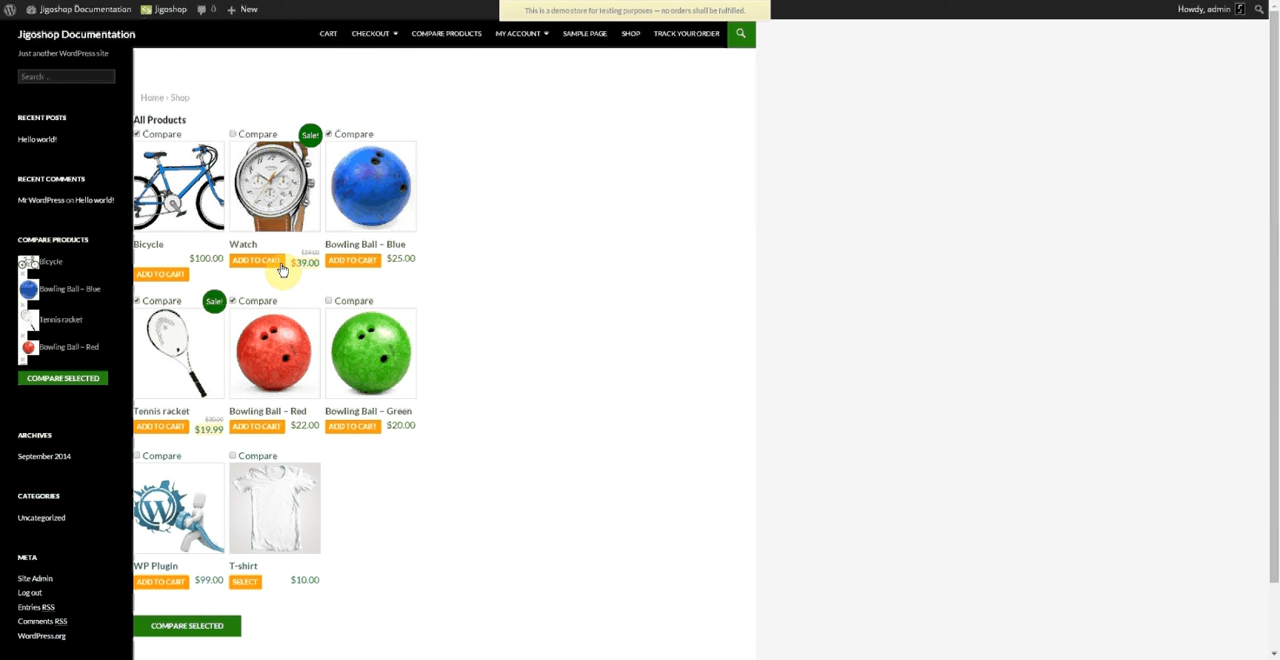 Jigoshop Documentation
Jigoshop
0
New
This is a demo store for testing purposes — no orders shall be fulfilled.
Howdy, admin
Jigoshop Documentation
CART
CHECKOUT
COMPARE PRODUCTS
MY ACCOUNT
SAMPLE PAGE
SHOP
TRACK YOUR ORDER
Just another WordPress site
Search …
RECENT POSTS
Hello world!
RECENT COMMENTS
Mr WordPress on Hello world!
COMPARE PRODUCTS
Bicycle
Bowling Ball – Blue
Tennis racket
Bowling Ball – Red
COMPARE SELECTED
ARCHIVES
September 2014
CATEGORIES
Uncategorized
META
Site Admin
Log out
Entries RSS
Comments RSS
WordPress.org
Home › Shop
All Products
Compare
Compare
Sale!
Compare
Bicycle
Watch
Bowling Ball – Blue
$100.00
ADD TO CART
ADD TO CART
$39.00
ADD TO CART
$25.00
Compare
Sale!
Compare
Compare
Tennis racket
Bowling Ball – Red
Bowling Ball – Green
ADD TO CART
$19.99
ADD TO CART
$22.00
ADD TO CART
$20.00
Compare
Compare
WP Plugin
T-shirt
ADD TO CART
$99.00
SELECT
$10.00
COMPARE SELECTED